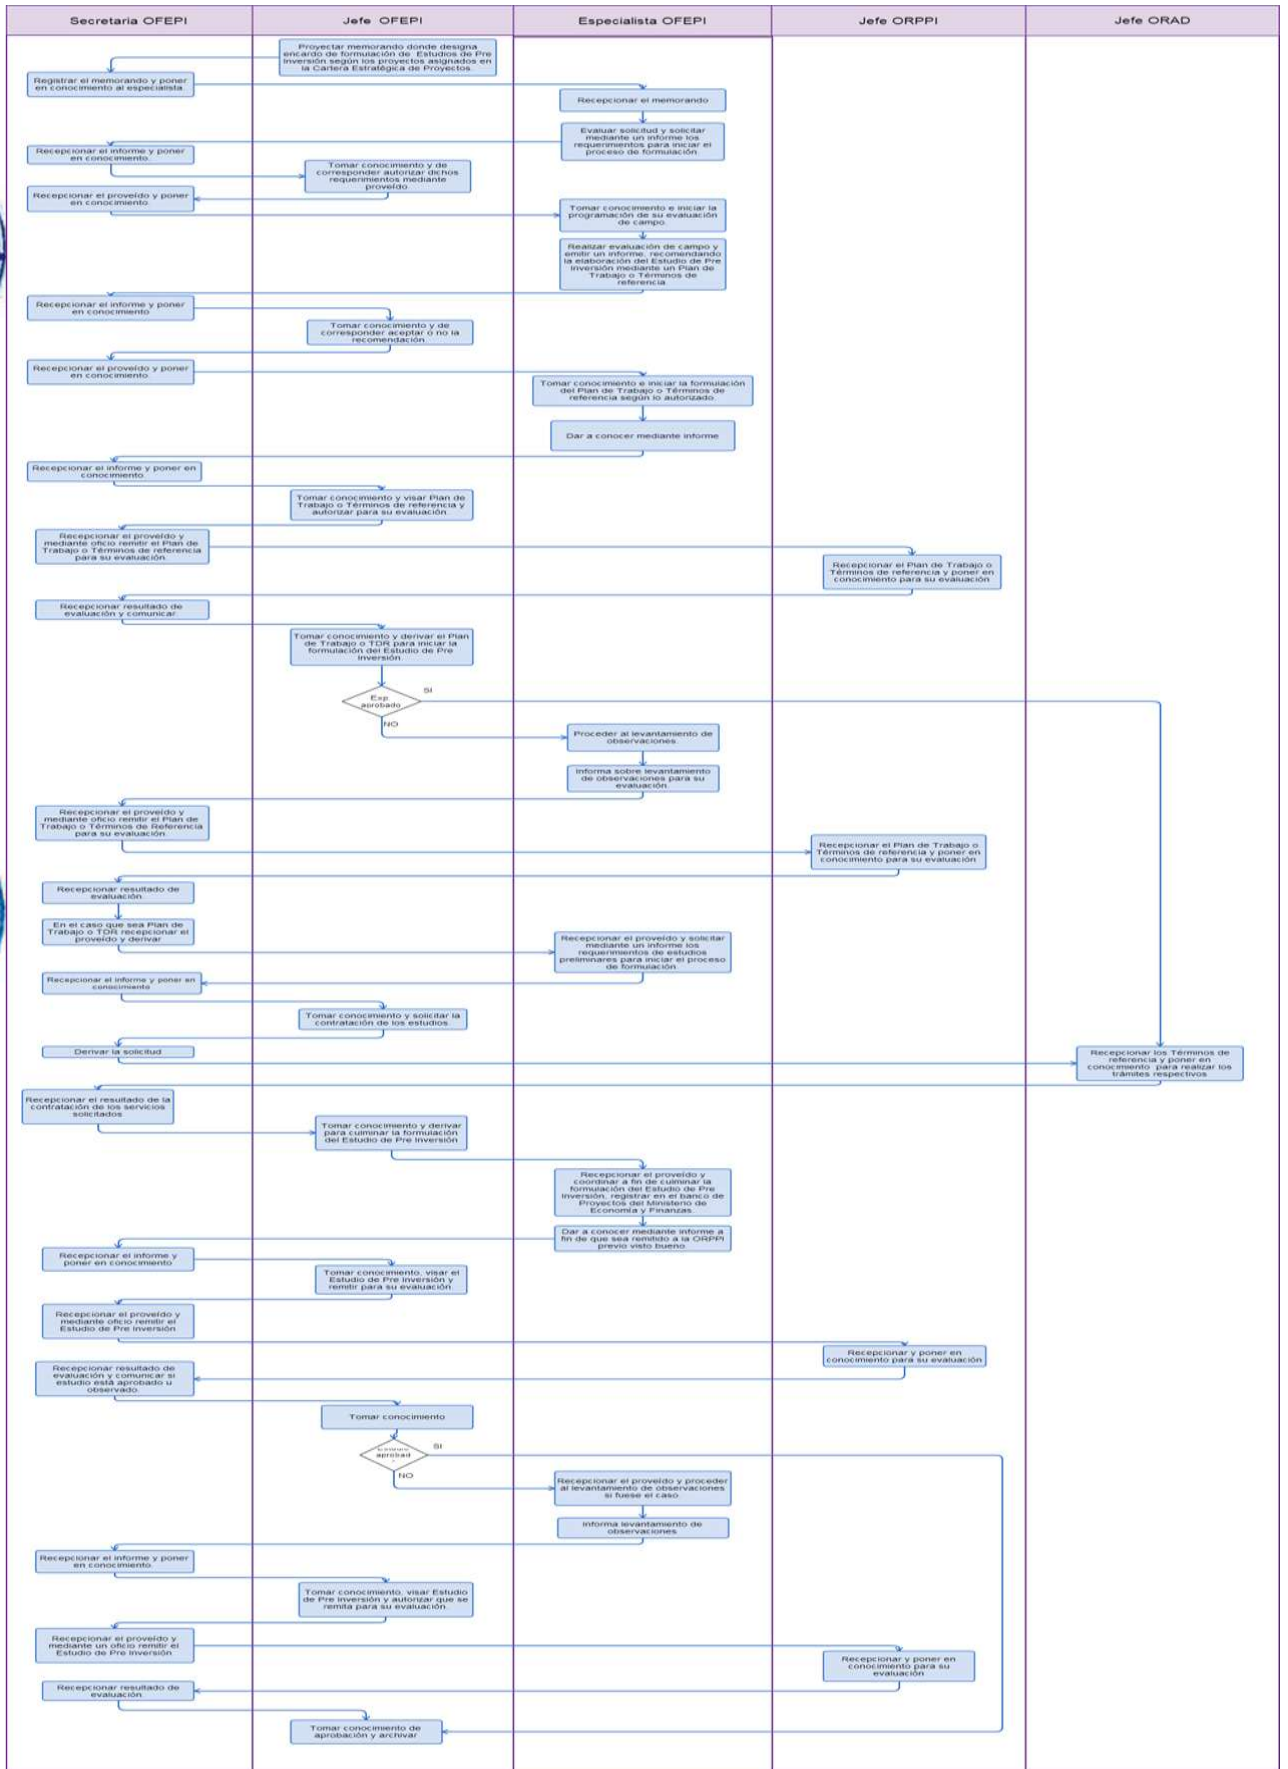 Secretaria OFEPI
Jefe OFEPI
Especialista OFEPI
Jefe ORPPI
Jefe ORAD
Proyectar memorando donde designa
encardo de formulación de Estudios de Pre
Inversión según los proyectos asignados en
la Cartera Estratégica de Proyectos.
Registrar el memorando y poner
en conocimiento al especialista.
Recepcionar el memorando
Evaluar solicitud y solicitar
mediante un informe los
requerimientos para iniciar el
proceso de formulación
Recepcionar el informe y poner
en conocimiento.
Tomar conocimiento y de
corresponder autorizar dichos
requerimientos mediante
proveído.
Recepcionar el proveído y poner
en conocimiento.
Tomar conocimiento e iniciar la
programación de su evaluación
de campo.
Realizar evaluación de campo y
emitir un informe, recomendando
la elaboración del Estudio de Pre
Inversión mediante un Plan de
Trabajo o Términos de
referencia.
Recepcionar el informe y poner
en conocimiento
Tomar conocimiento y de
corresponder aceptar o no la
recomendación.
Recepcionar el proveído y poner
en conocimiento.
Tomar conocimiento e iniciar la formulación
del Plan de Trabajo o Términos de
referencia según lo autorizado.
Dar a conocer mediante informe
Recepcionar el informe y poner en
conocimiento.
Tomar conocimiento y visar Plan de
Trabajo o Términos de referencia y
autorizar para su evaluación.
Recepcionar el proveído y
mediante oficio remitir el Plan de
Trabajo o Términos de referencia
para su evaluación.
Recepcionar el Plan de Trabajo o
Términos de referencia y poner en
conocimiento para su evaluación
Recepcionar resultado de
evaluación y comunicar.
Tomar conocimiento y derivar el Plan
de Trabajo o TDR para iniciar la
formulación del Estudio de Pre
Inversión.
Exp.
aprobado
SI
NO
Proceder al levantamiento de
observaciones.
Informa sobre levantamiento
de observaciones para su
evaluación.
Recepcionar el proveído y
mediante oficio remitir el Plan de
Trabajo o Términos de Referencia
para su evaluación.
Recepcionar el Plan de Trabajo o
Términos de referencia y poner en
conocimiento para su evaluación
Recepcionar resultado de
evaluación.
En el caso que sea Plan de
Trabajo o TDR recepcionar el
proveído y derivar
Recepcionar el proveído y solicitar
mediante un informe los
requerimientos de estudios
preliminares para iniciar el proceso
de formulación.
Recepcionar el informe y poner en
conocimiento
Tomar conocimiento y solicitar la
contratación de los estudios.
Derivar la solicitud
Recepcionar los Términos de
referencia y poner en
conocimiento para realizar los
trámites respectivos
Recepcionar el resultado de la
contratación de los servicios
solicitados
Tomar conocimiento y derivar
para culminar la formulación
del Estudio de Pre Inversión
Recepcionar el proveído y
coordinar a fin de culminar la
formulación del Estudio de Pre
Inversión, registrar en el banco de
Proyectos del Ministerio de
Economía y Finanzas.
Dar a conocer mediante informe a
fin de que sea remitido a la ORPPI
previo visto bueno.
Recepcionar el informe y
poner en conocimiento
Tomar conocimiento, visar el
Estudio de Pre Inversión y
remitir para su evaluación.
Recepcionar el proveído y
mediante oficio remitir el
Estudio de Pre Inversión
Recepcionar y poner en
conocimiento para su evaluación
Recepcionar resultado de
evaluación y comunicar si
estudio está aprobado u
observado.
Tomar conocimiento
aprobad
SI
NO
Recepcionar el proveído y proceder
al levantamiento de observaciones
si fuese el caso.
Informa levantamiento de
observaciones
Recepcionar el informe y poner
en conocimiento.
Tomar conocimiento, visar Estudio
de Pre Inversión y autorizar que se
remita para su evaluación.
Recepcionar el proveído y
mediante un oficio remitir el
Estudio de Pre Inversión
Recepcionar y poner en
conocimiento para su
evaluación
Recepcionar resultado de
evaluación.
Tomar conocimiento de
aprobación y archivar